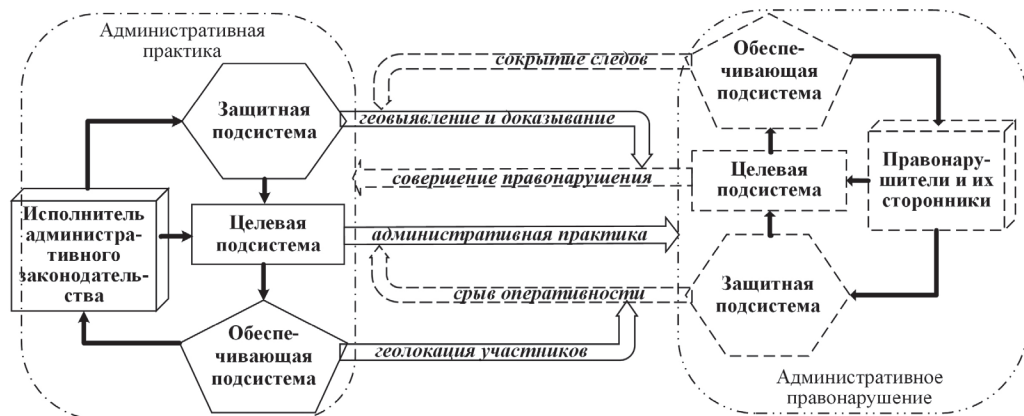 Административная
практика
Защитная
подсистема
Исполнитель
администра-
тивного
законодатель-
ства
Целевая
подсистема
Обеспе-
чивающая
подсистема
сокрытие следов
геовыявление и доказывание
совершение правонарушения
административная практика
срыв оперативности
геолокация участников
Обеспе-
чивающая
подсистема
Целевая
подсистема
Правонару-
шители и их
сторонники
Защитная
подсистема
Административное
правонарушение